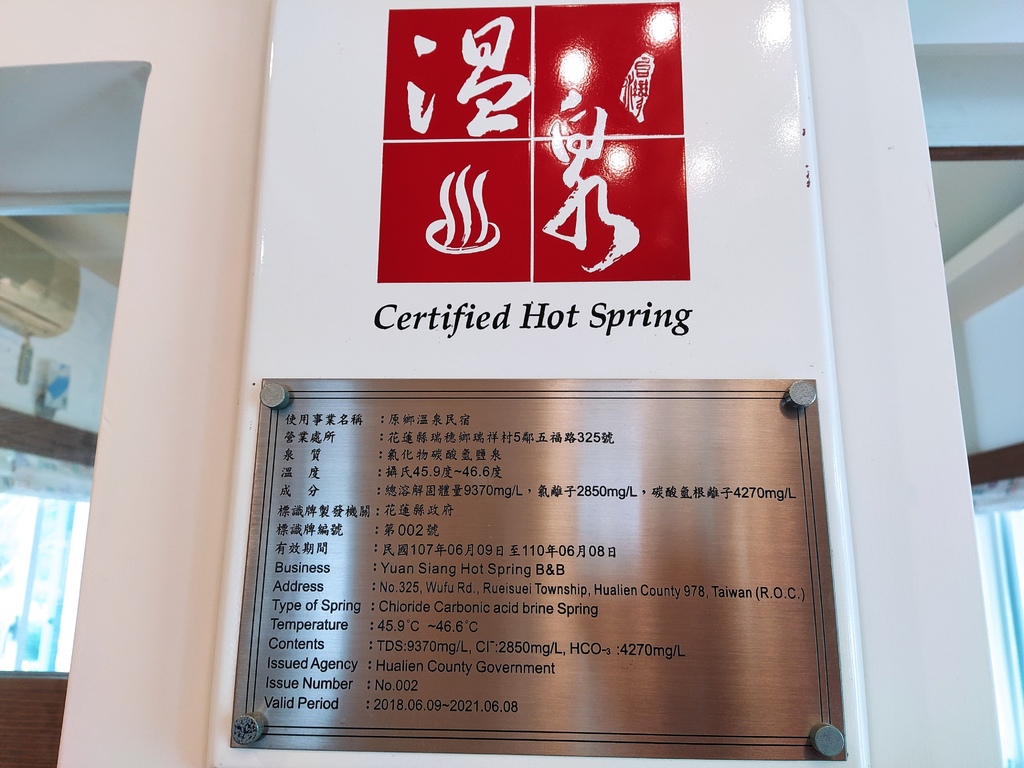 溫泉
台灣
Certified Hot Spring
使用事業名稱：原鄉溫泉民宿
營業處所：花蓮縣瑞穗鄉瑞祥村5鄰五福路325號
泉質：氯化物碳酸氫鹽泉
溫度：攝氏45.9度~46.6度
成分：總溶解固體量9370mg/L，氯離子2850mg/L，碳酸氫根離子4270mg/L
標識牌製發機關：花蓮縣政府
標識牌編號：第002號
有效期間：民國107年06月09日至110年06月08日
Business : Yuan Siang Hot Spring B&B
Address : No.325, Wufu Rd., Rueisuei Township, Hualien County 978, Taiwan (R.O.C.)
Type of Spring : Chloride Carbonic acid brine Spring
Temperature : 45.9°C ~46.6°C
Contents : TDS:9370mg/L, Cl⁻:2850mg/L, HCO⁻₃ :4270mg/L
Issued Agency : Hualien County Government
Issue Number : No.002
Valid Period : 2018.06.09~2021.06.08